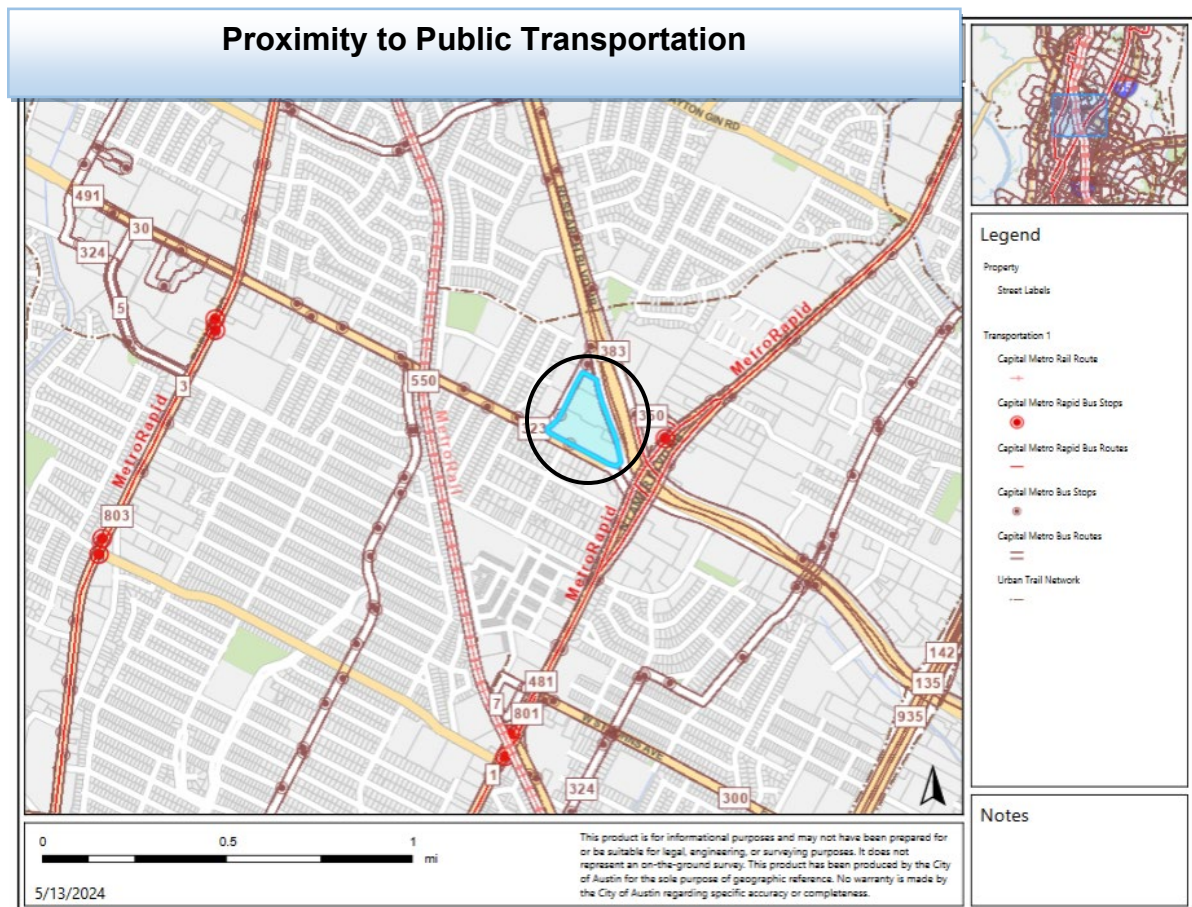 Proximity to Public Transportation
RESEARCH BLVD
491
30
324
5
3
MetroRapid
803
550
MetroRail
323
383
350
MetroRapid
MetroRapid
481
7
801
1
324
300
142
135
935
0
0.5
1
mi
5/13/2024
This product is for informational purposes and may not have been prepared for
or be suitable for legal, engineering, or surveying purposes. It does not
represent an on-the-ground survey. This product has been produced by the City
of Austin for the sole purpose of geographic reference. No warranty is made by
the City of Austin regarding specific accuracy or completeness.
Legend
Property
Street Labels
Transportation 1
Capital Metro Rail Route
Capital Metro Rapid Bus Stops
Capital Metro Rapid Bus Routes
Capital Metro Bus Stops
Capital Metro Bus Routes
Urban Trail Network
Notes